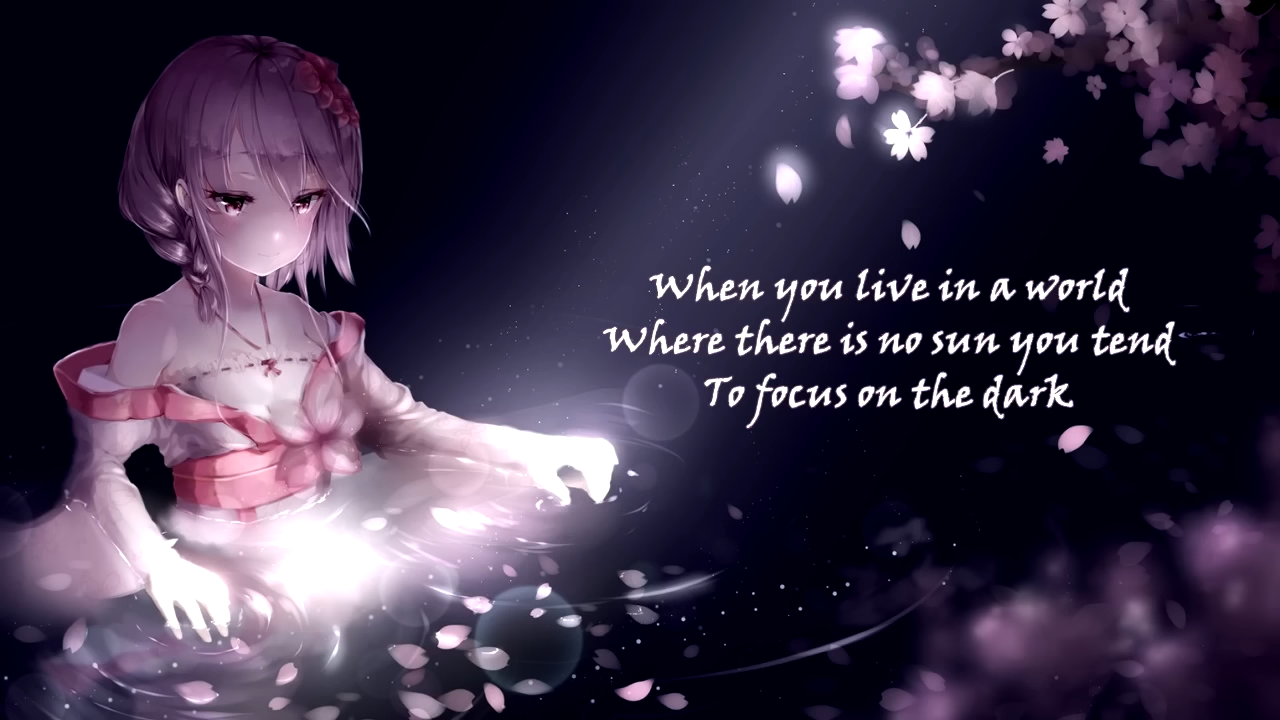 When you live in a world
Where there is no sun you tend
To focus on the dark